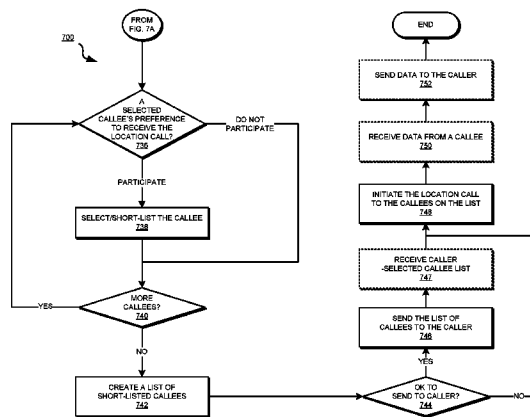 700
FROM
FIG. 7A
A
SELECTED
CALLEE'S PREFERENCE
TO RECEIVE THE
LOCATION CALL?
735
DO NOT
PARTICIPATE
PARTICIPATE
SELECT/SHORT-LIST THE CALLEE
738
YES
MORE
CALLEES?
740
NO
CREATE A LIST OF
SHORT-LISTED CALLEES
742
END
SEND DATA TO THE CALLER
752
RECEIVE DATA FROM A CALLEE
750
INITIATE THE LOCATION CALL
TO THE CALLEES ON THE LIST
748
RECEIVE CALLER
-SELECTED CALLEE LIST
747
SEND THE LIST OF
CALLEES TO THE CALLER
746
YES
OK TO
SEND TO CALLER?
744
NO